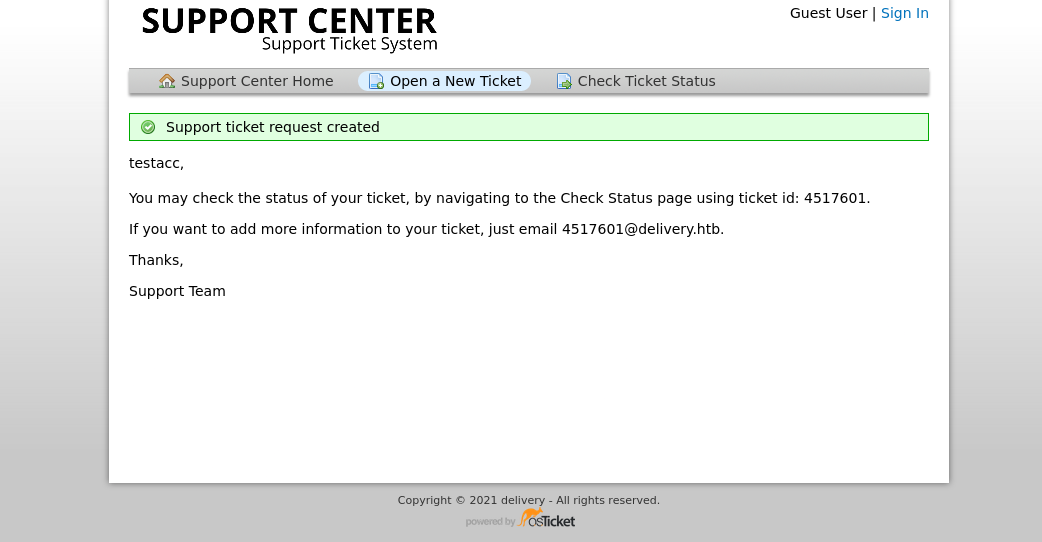 SUPPORT CENTER
Support Ticket System
Guest User | Sign In
Support Center Home
Open a New Ticket
Check Ticket Status
Support ticket request created
testacc,
You may check the status of your ticket, by navigating to the Check Status page using ticket id: 4517601.
If you want to add more information to your ticket, just email 4517601@delivery.htb.
Thanks,
Support Team
Copyright © 2021 delivery - All rights reserved.
powered by osTicket